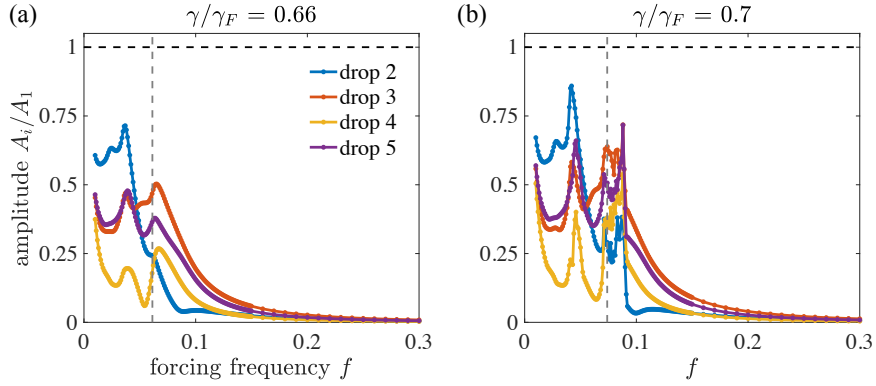 (a)
γ/γ_F = 0.66
amplitude A_i/A_1
1
0.75
0.5
0.25
0
0
0.1
0.2
0.3
forcing frequency f
drop 2
drop 3
drop 4
drop 5
(b)
γ/γ_F = 0.7
1
0.75
0.5
0.25
0
0
0.1
0.2
0.3
f